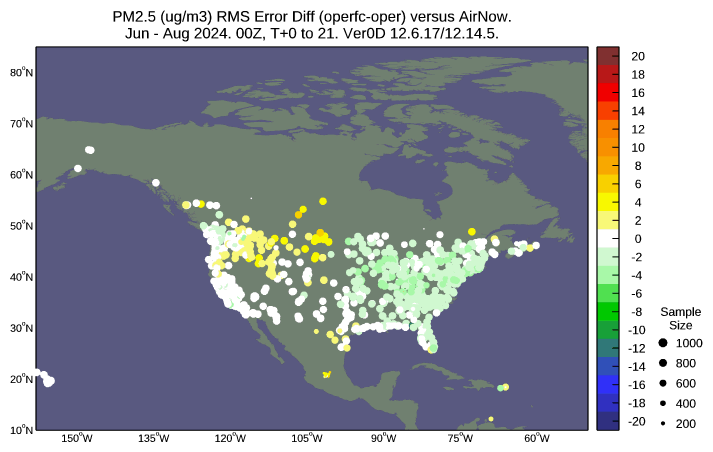 PM2.5 (ug/m3) RMS Error Diff (operfc-oper) versus AirNow.
Jun - Aug 2024. 00Z, T+0 to 21. Ver0D 12.6.17/12.14.5.
80°N
70°N
60°N
50°N
40°N
30°N
20°N
10°N
150°W
135°W
120°W
105°W
90°W
75°W
60°W
20
18
16
14
12
10
8
6
4
2
0
-2
-4
-6
-8
-10
-12
-14
-16
-18
-20
Sample
Size
1000
800
600
400
200